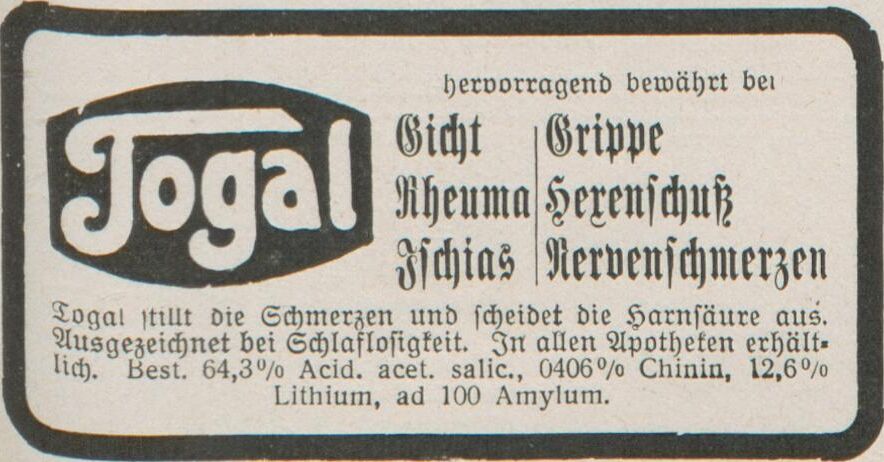 Togal
hervorragend bewährt bei
Gicht
Rheuma
Ischias
Grippe
Hexenschuß
Nervenschmerzen
Togal stillt die Schmerzen und scheidet die Harnsäure aus.
Ausgezeichnet bei Schlaflosigkeit. In allen Apotheken erhält-
lich. Best. 64,3% Acid. acet. salic., 0406% Chinin, 12,6%
Lithium, ad 100 Amylum.